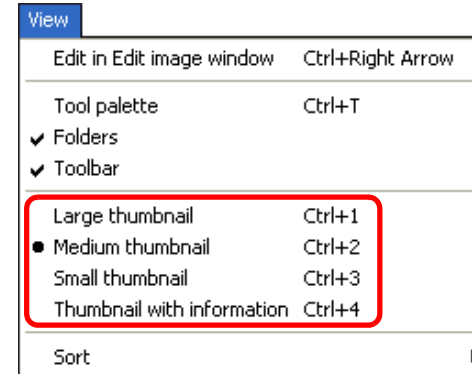 View
Edit in Edit image window Ctrl+Right Arrow
Tool palette Ctrl+T
Folders
Toolbar
Large thumbnail Ctrl+1
Medium thumbnail Ctrl+2
Small thumbnail Ctrl+3
Thumbnail with information Ctrl+4
Sort